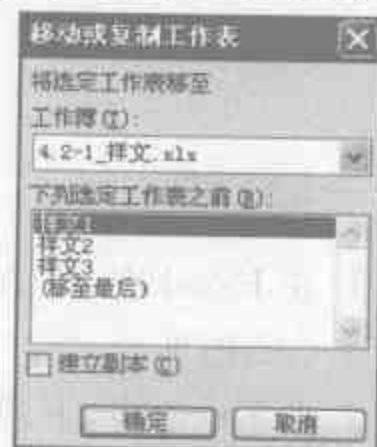 移动或复制工作表
将选定工作表移至
工作簿(T):
4.2-1_样文.xls
下列选定工作表之前(B):
样文2
样文3
(移至最后)
建立副本(C)
确定
取消